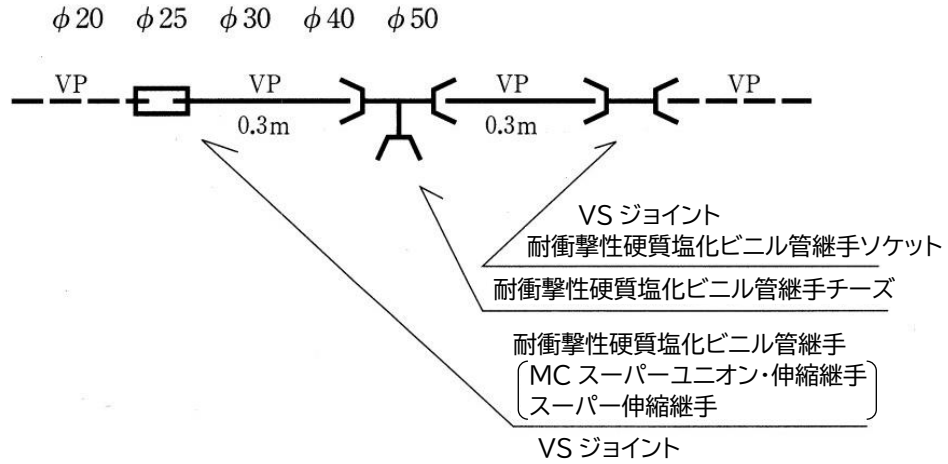 φ20 φ25 φ30 φ40 φ50
VP VP VP VP
0.3m 0.3m
VS ジョイント
耐衝撃性硬質塩化ビニル管継手ソケット
耐衝撃性硬質塩化ビニル管継手チーズ
耐衝撃性硬質塩化ビニル管継手
MC スーパーユニオン・伸縮継手
スーパー伸縮継手
VS ジョイント